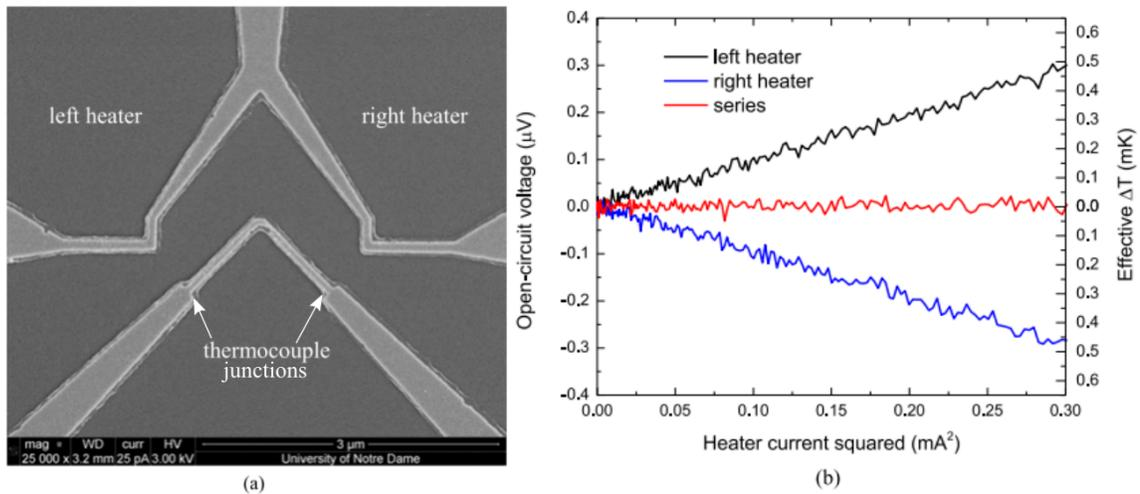 left heater
right heater
thermocouple
junctions
mag WD curr HV
3 µm
25 000 x 3.2 mm 25 pA 3.00 kV
University of Notre Dame
(a)
Open-circuit voltage (µV)
0.4
0.3
0.2
0.1
0.0
-0.1
-0.2
-0.3
-0.4
left heater
right heater
series
0.6
0.5
0.4
0.3
0.2
0.1
0.0
0.1
0.2
0.3
0.4
0.5
0.6
Effective ΔT (mK)
0.00 0.05 0.10 0.15 0.20 0.25 0.30
Heater current squared (mA²)
(b)